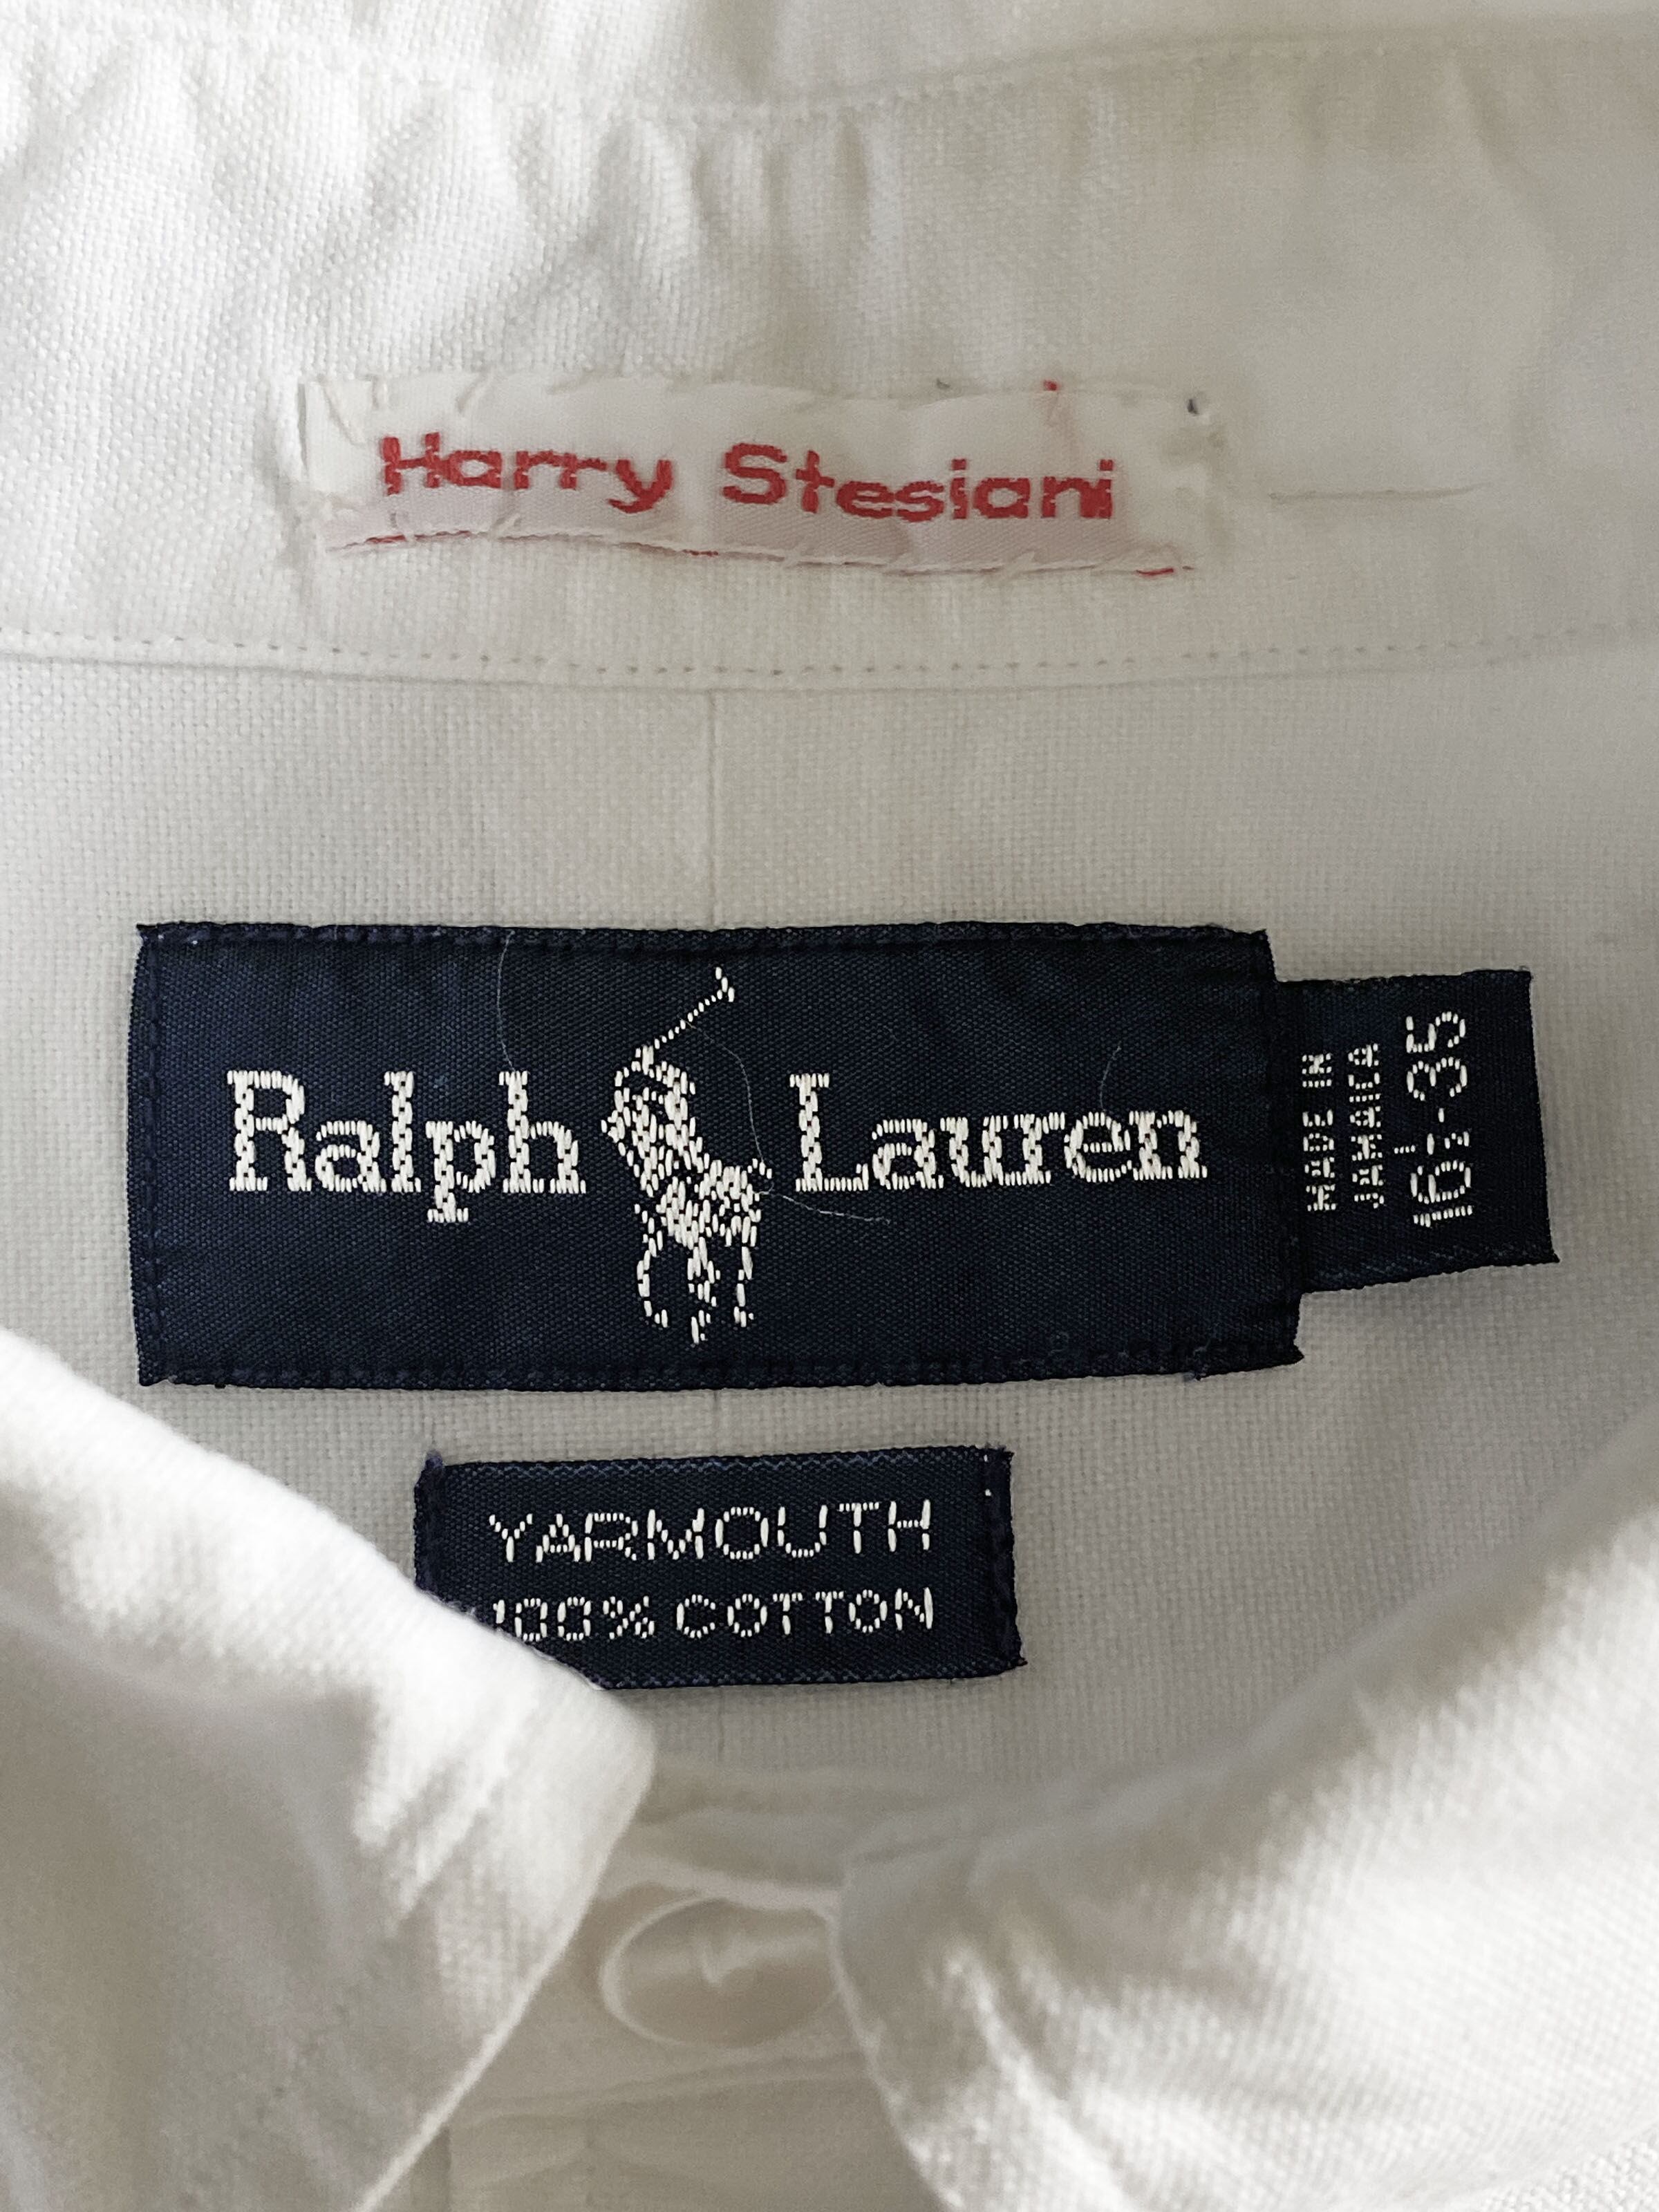 Harry Stesiani
Ralph Lauren
MADE IN
JAMAICA
16½-35
YARMOUTH
100% COTTON